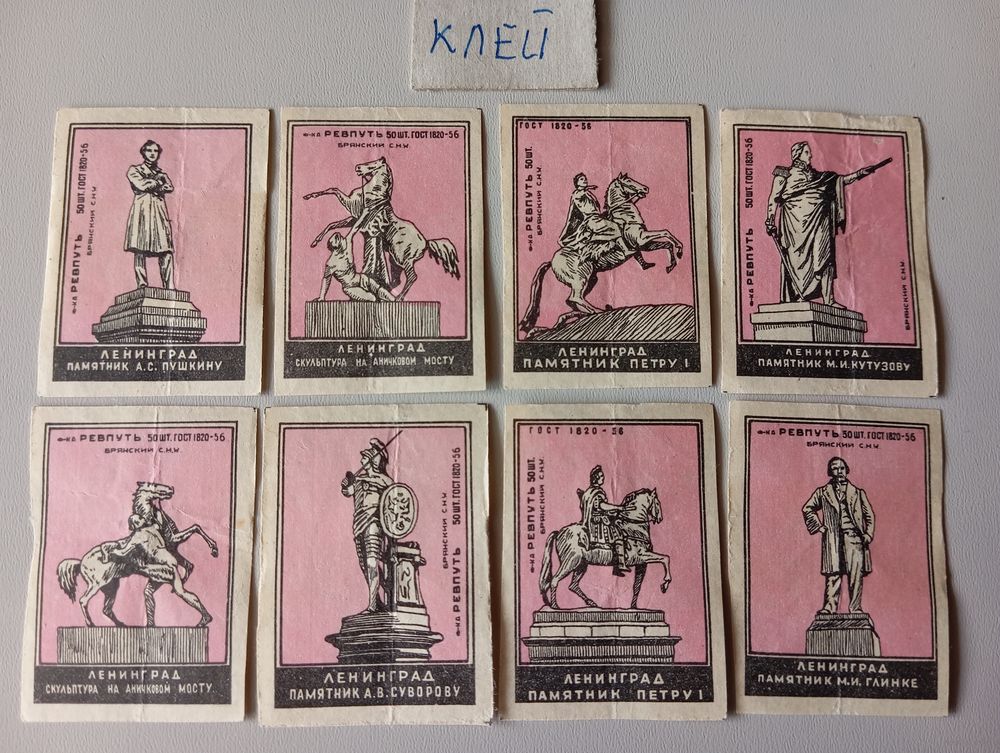 КЛЕЙ
ф-ка РЕВПУТЬ 50 ШТ. ГОСТ 1820-56
БРЯНСКИЙ С.Н.Х.
ЛЕНИНГРАД
ПАМЯТНИК А.С. ПУШКИНУ
ф-ка РЕВПУТЬ 50 ШТ. ГОСТ 1820-56
БРЯНСКИЙ С.Н.Х.
ЛЕНИНГРАД
СКУЛЬПТУРА НА АНИЧКОВОМ МОСТУ
ГОСТ 1820-56
ф-ка РЕВПУТЬ 50 ШТ.
БРЯНСКИЙ С.Н.Х.
ЛЕНИНГРАД
ПАМЯТНИК ПЕТРУ I
ф-ка РЕВПУТЬ 50 ШТ. ГОСТ 1820-56
БРЯНСКИЙ С.Н.Х.
ЛЕНИНГРАД
ПАМЯТНИК М.И. КУТУЗОВУ
ф-ка РЕВПУТЬ 50 ШТ. ГОСТ 1820-56
БРЯНСКИЙ С.Н.Х.
ЛЕНИНГРАД
СКУЛЬПТУРА НА АНИЧКОВОМ МОСТУ
ф-ка РЕВПУТЬ 50 ШТ. ГОСТ 1820-56
БРЯНСКИЙ С.Н.Х.
ЛЕНИНГРАД
ПАМЯТНИК А.В. СУВОРОВУ
ГОСТ 1820-56
ф-ка РЕВПУТЬ 50 ШТ.
БРЯНСКИЙ С.Н.Х.
ЛЕНИНГРАД
ПАМЯТНИК ПЕТРУ I
ф-ка РЕВПУТЬ 50 ШТ. ГОСТ 1820-56
БРЯНСКИЙ С.Н.Х.
ЛЕНИНГРАД
ПАМЯТНИК М.И. ГЛИНКЕ